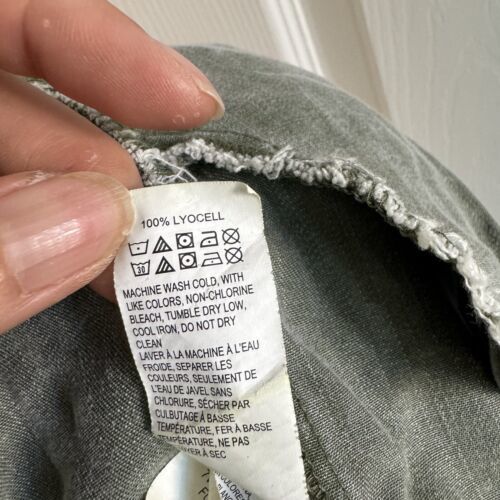 100% LYOCELL
30
MACHINE WASH COLD, WITH
LIKE COLORS, NON-CHLORINE
BLEACH, TUMBLE DRY LOW,
COOL IRON, DO NOT DRY
CLEAN
LAVER À LA MACHINE À L'EAU
FROIDE, SEPARER LES
COULEURS, SEULEMENT DE
L'EAU DE JAVEL SANS
CHLORURE, SÉCHER PAR
CULBUTAGE À BASSE
TEMPÉRATURE, FER À BASSE
TEMPÉRATURE, NE PAS
À SEC